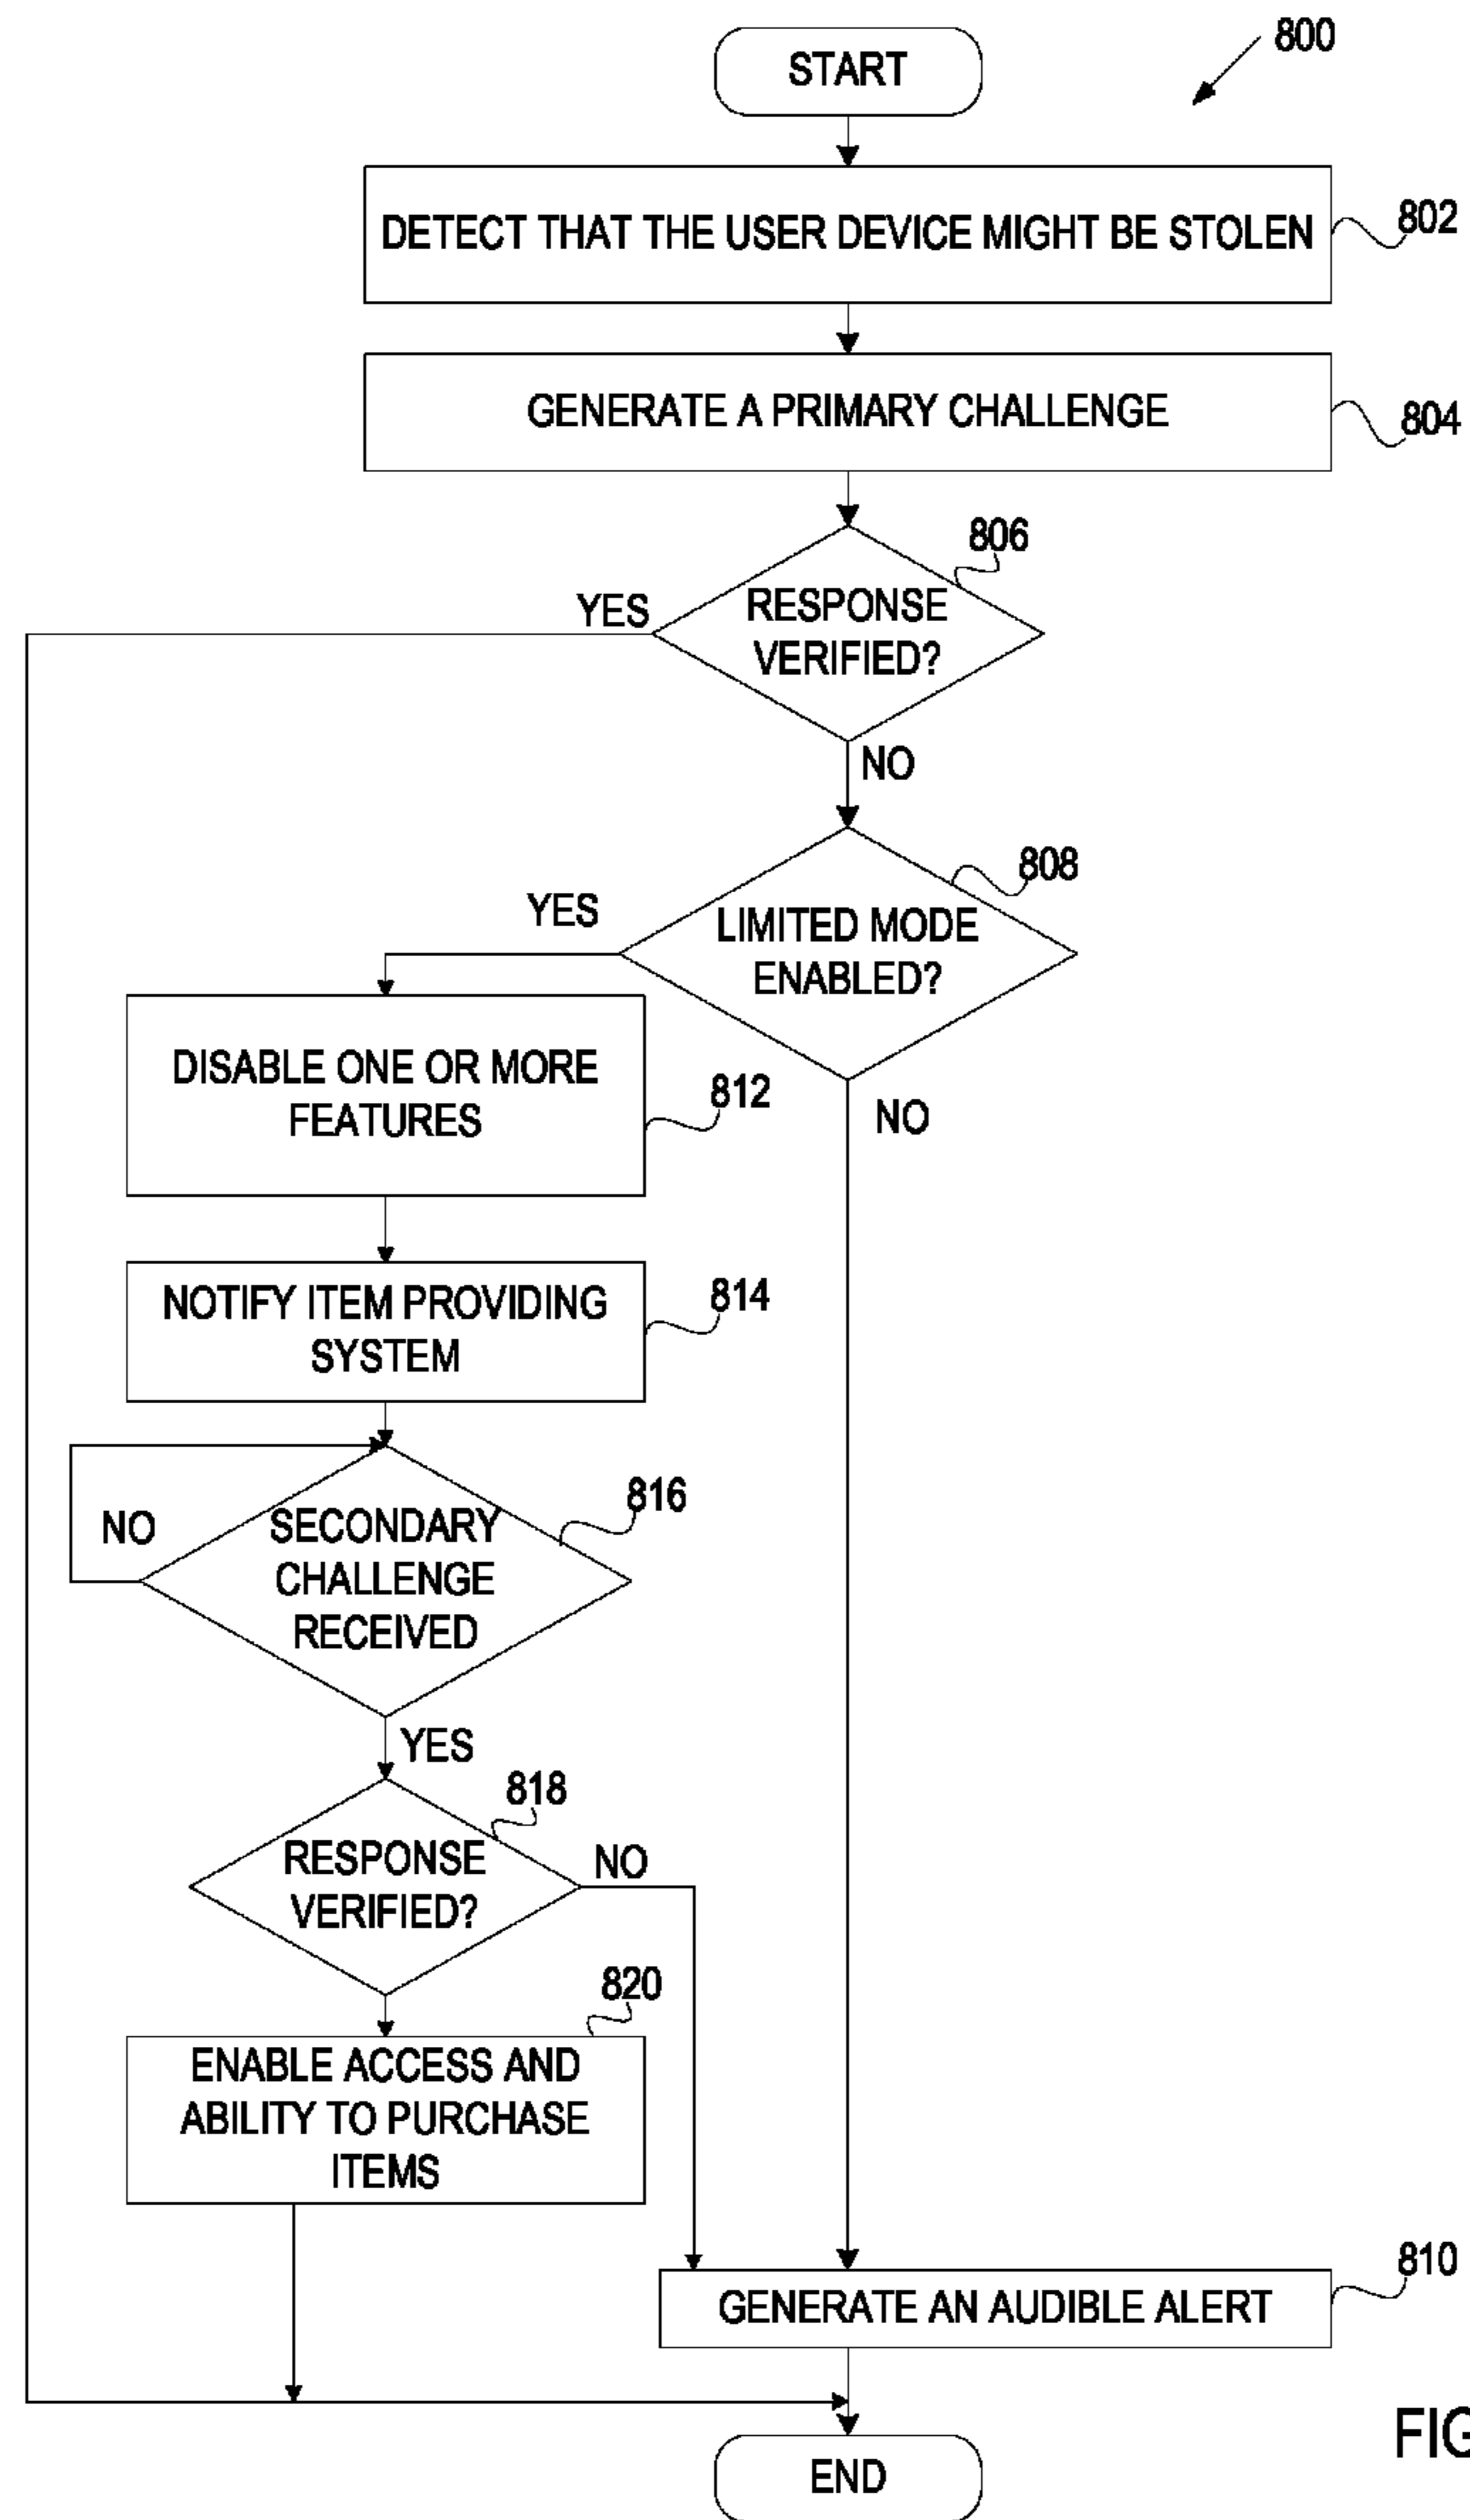 START
800
DETECT THAT THE USER DEVICE MIGHT BE STOLEN
802
GENERATE A PRIMARY CHALLENGE
804
806
YES
RESPONSE
VERIFIED?
NO
808
YES
LIMITED MODE
ENABLED?
DISABLE ONE OR MORE
FEATURES
812
NO
NOTIFY ITEM PROVIDING
SYSTEM
814
816
NO
SECONDARY
CHALLENGE
RECEIVED
YES
818
RESPONSE
VERIFIED?
NO
820
ENABLE ACCESS AND
ABILITY TO PURCHASE
ITEMS
810
GENERATE AN AUDIBLE ALERT
END